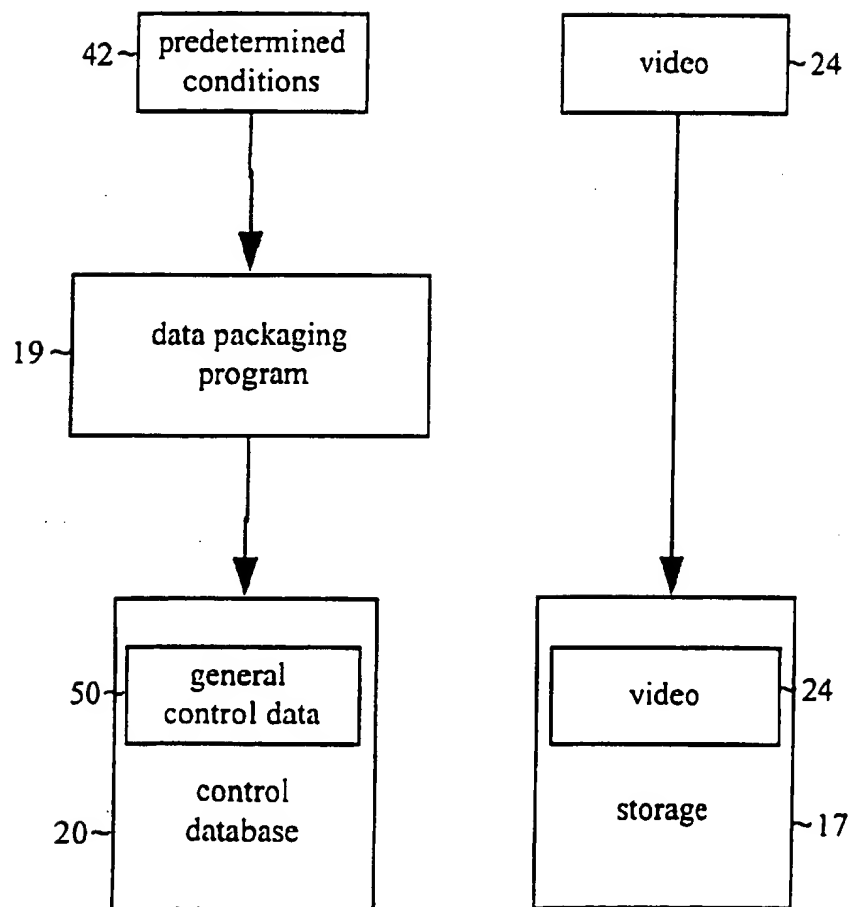 42
predetermined
conditions
video
24
19
data packaging
program
50
general
control data
video
24
control
database
20
storage
17